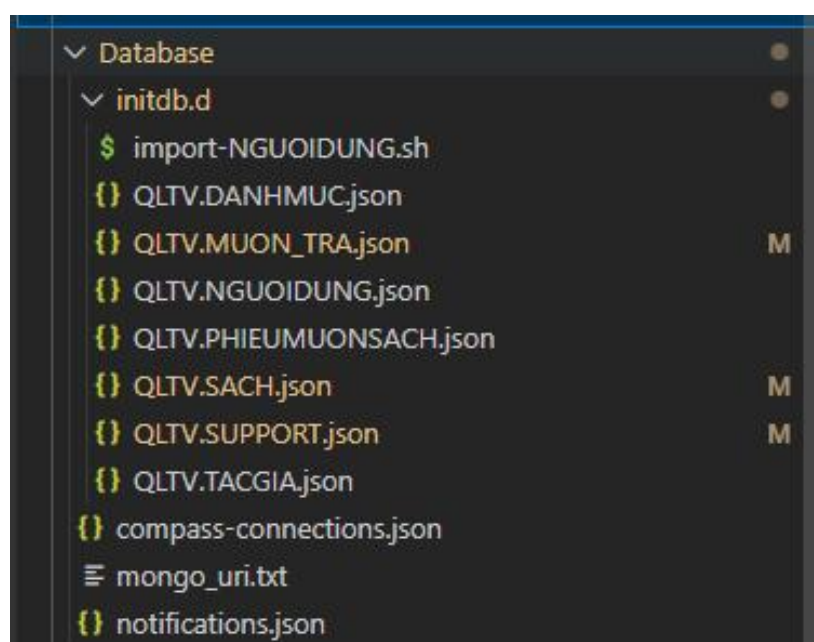 Database
initdb.d
$ import-NGUOIDUNG.sh
{} QLTV.DANHMUC.json
{} QLTV.MUON_TRA.json M
{} QLTV.NGUOIDUNG.json
{} QLTV.PHIEUMUONSACH.json
{} QLTV.SACH.json M
{} QLTV.SUPPORT.json M
{} QLTV.TACGIA.json
{} compass-connections.json
mongo_uri.txt
{} notifications.json